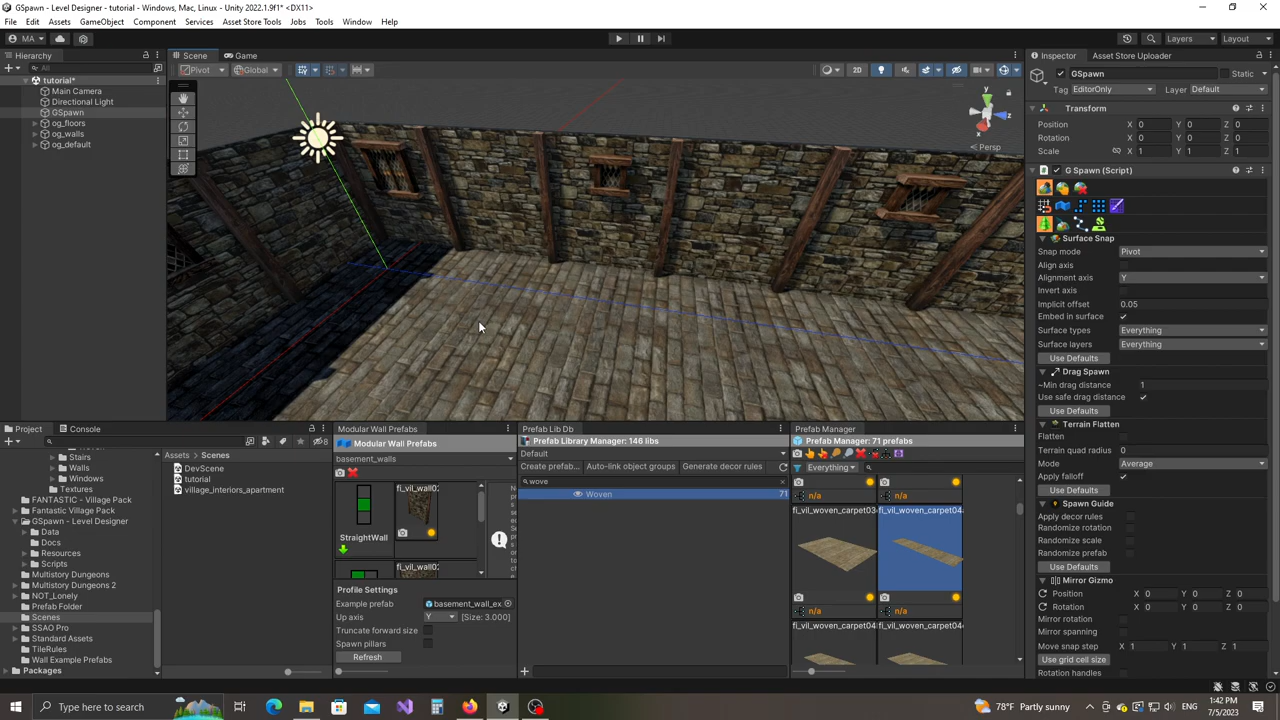 GSpawn - Level Designer - tutorial - Windows, Mac, Linux - Unity 2022.1.9f1* <DX11>
File Edit Assets GameObject Component Services Asset Store Tools Jobs Tools Window Help
MA Layers Layout
Hierarchy Scene Game Inspector Asset Store Uploader
All Pivot Global 2D GSpawn Static
tutorial* Tag EditorOnly Layer Default
Main Camera
Directional Light Transform
GSpawn Position X 0 Y 0 Z 0
og_floors Rotation X 0 Y 0 Z 0
og_walls Scale X 1 Y 1 Z 1
og_default
y
z
x
Persp
G Spawn (Script)
Surface Snap
Snap mode Pivot
Align axis
Alignment axis Y
Invert axis
Implicit offset 0.05
Embed in surface
Surface types Everything
Surface layers Everything
Use Defaults
Drag Spawn
~Min drag distance 1
Use safe drag distance
Use Defaults
Terrain Flatten
Flatten
Terrain quad radius 0
Mode Average
Apply falloff
Use Defaults
Spawn Guide
Apply decor rules
Randomize rotation
Randomize scale
Randomize prefab
Use Defaults
Mirror Gizmo
Position X 0 Y 0 Z 0
Rotation X 0 Y 0 Z 0
Mirror rotation
Mirror spanning
Move snap step X 1 Y 1 Z 1
Use grid cell size
Rotation handles
Project Console
8
Stairs
Walls
Windows
Textures
FANTASTIC - Village Pack
Fantastic Village Pack
GSpawn - Level Designer
Data
Docs
Resources
Scripts
Multistory Dungeons
Multistory Dungeons 2
NOT_Lonely
Prefab Folder
Scenes
SSAO Pro
Standard Assets
TileRules
Wall Example Prefabs
Packages
Assets > Scenes
DevScene
tutorial
village_interiors_apartment
Modular Wall Prefabs
Modular Wall Prefabs
basement_walls
fi_vil_wall02
StraightWall
fi_vil_wall02
Profile Settings
Example prefab basement_wall_ex
Up axis Y [Size: 3.000]
Truncate forward size
Spawn pillars
Refresh
Prefab Lib Db
Prefab Library Manager: 146 libs
Default
Create prefab... Auto-link object groups Generate decor rules
wove
Woven 71
Prefab Manager
Prefab Manager: 71 prefabs
Everything
n/a n/a
fi_vil_woven_carpet03 fi_vil_woven_carpet04
n/a n/a
fi_vil_woven_carpet04 fi_vil_woven_carpet04
Type here to search
78°F Partly sunny
1:42 PM
7/5/2023